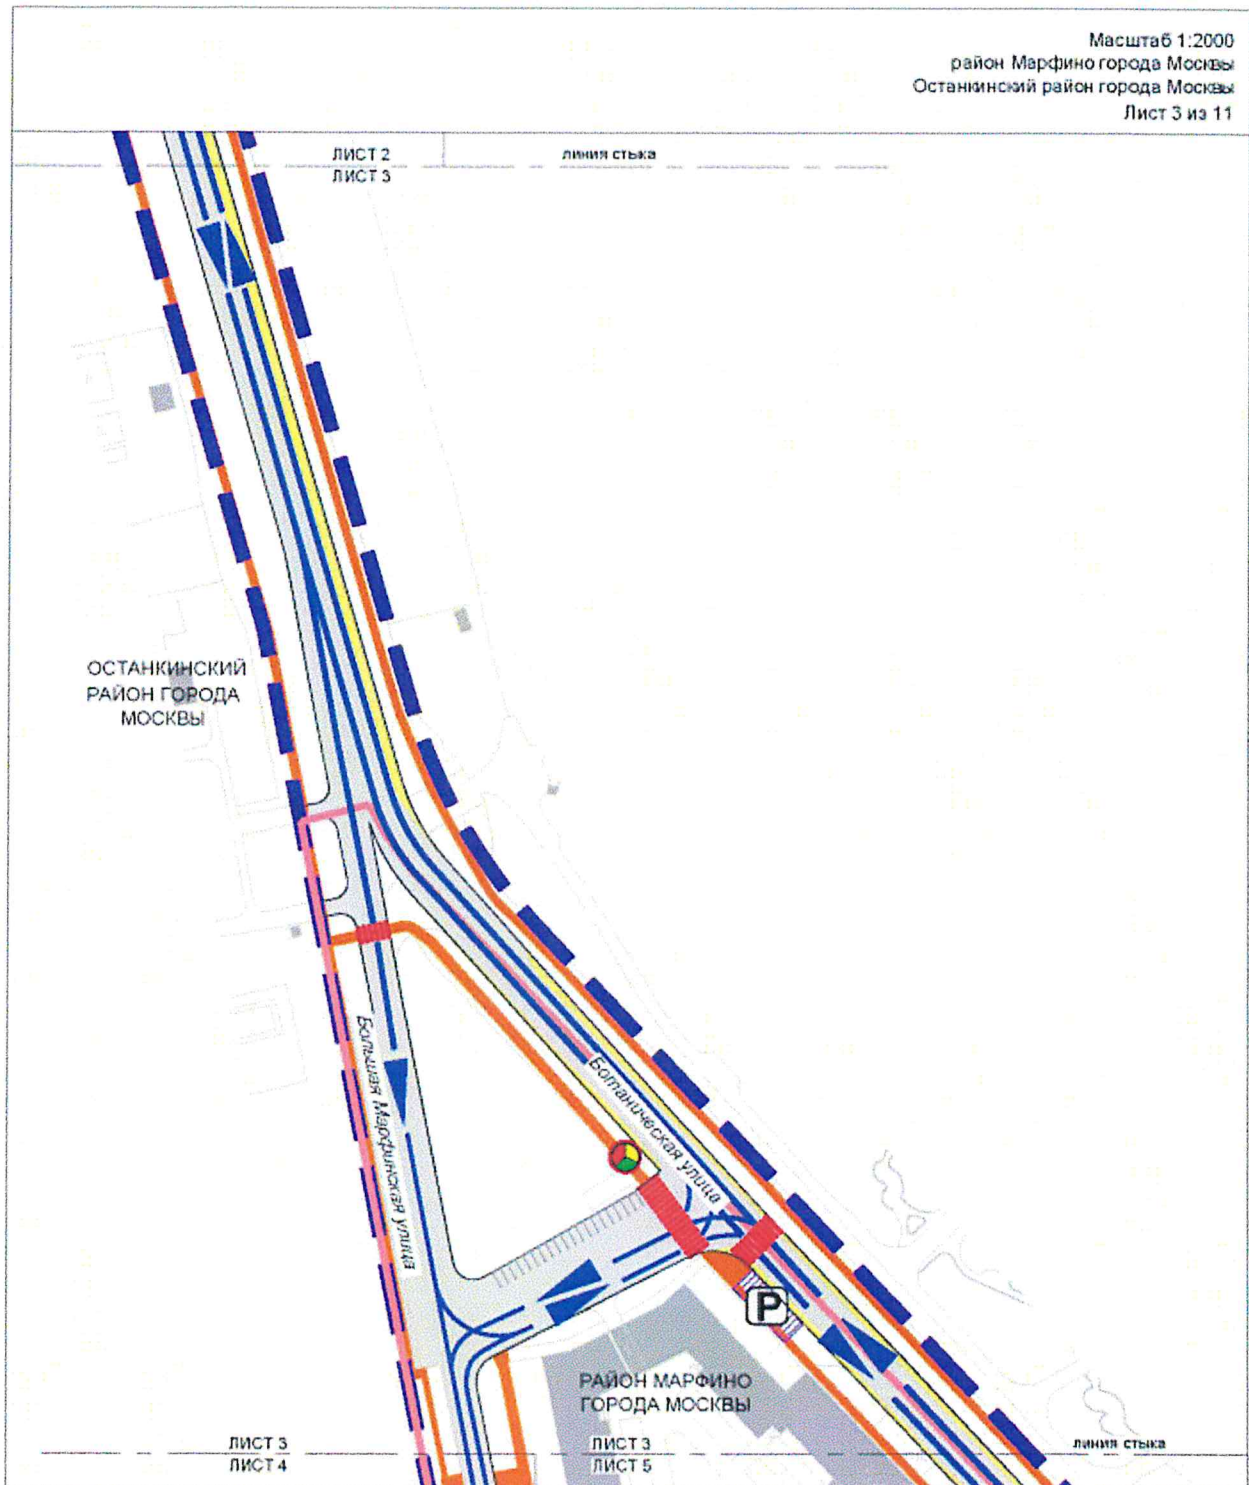 Масштаб 1:2000
район Марфино города Москвы
Останкинский район города Москвы
Лист 3 из 11
ЛИСТ 2
линия стыка
ЛИСТ 3
ОСТАНКИНСКИЙ
РАЙОН ГОРОДА
МОСКВЫ
Большая Марфинская улица
Ботаническая улица
P
РАЙОН МАРФИНО
ГОРОДА МОСКВЫ
ЛИСТ 3
ЛИСТ 3
линия стыка
ЛИСТ 4
ЛИСТ 5